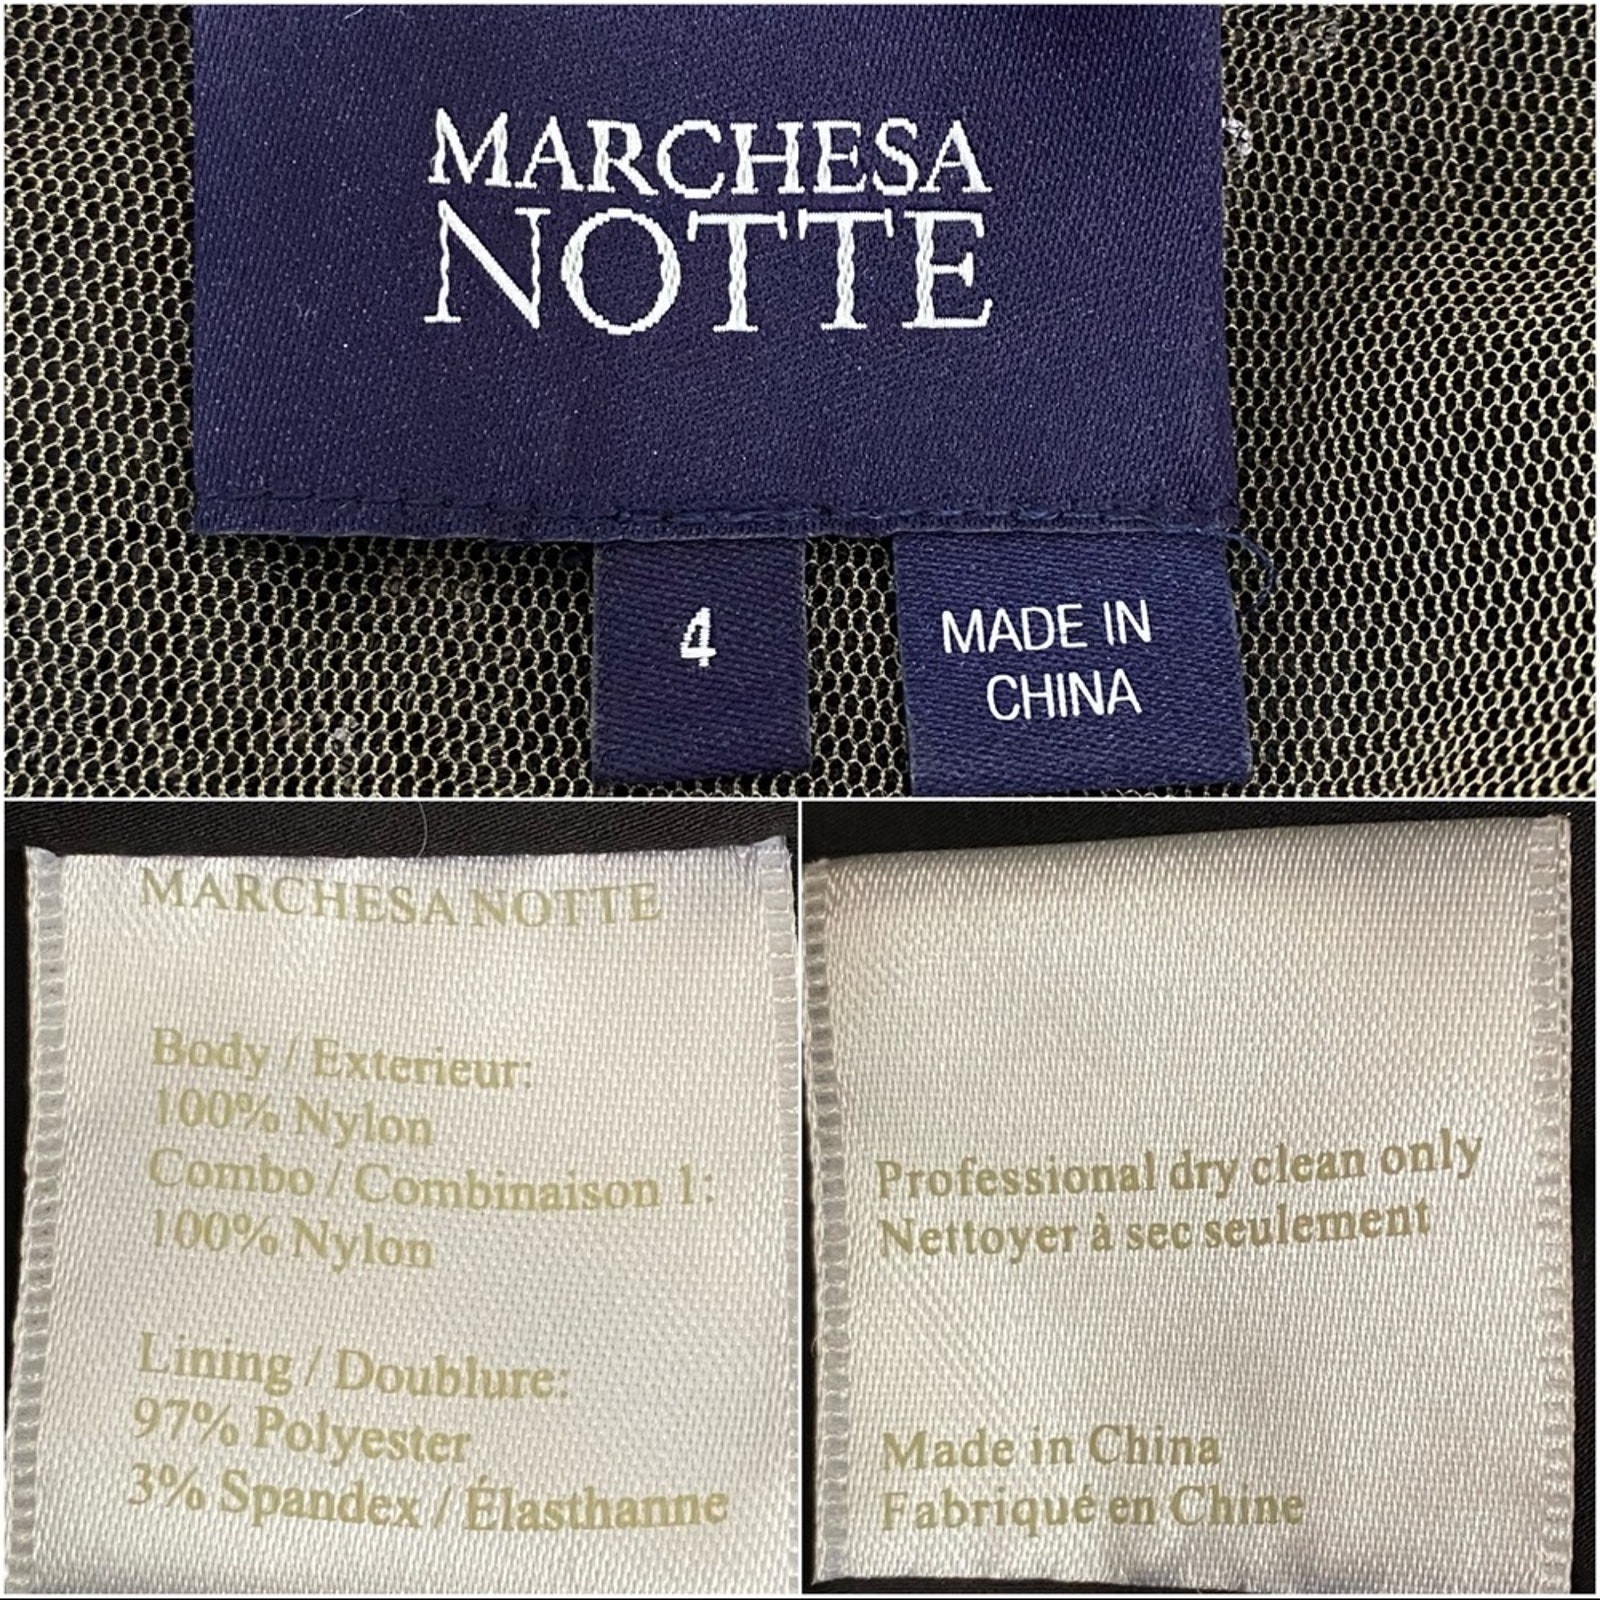 MARCHESA
NOTTE
4
MADE IN
CHINA
MARCHESA NOTTE
Body / Exterieur:
100% Nylon
Combo / Combinaison 1:
100% Nylon
Lining / Doublure:
97% Polyester
3% Spandex / Élasthanne
Professional dry clean only
Nettoyer à sec seulement
Made in China
Fabriqué en Chine